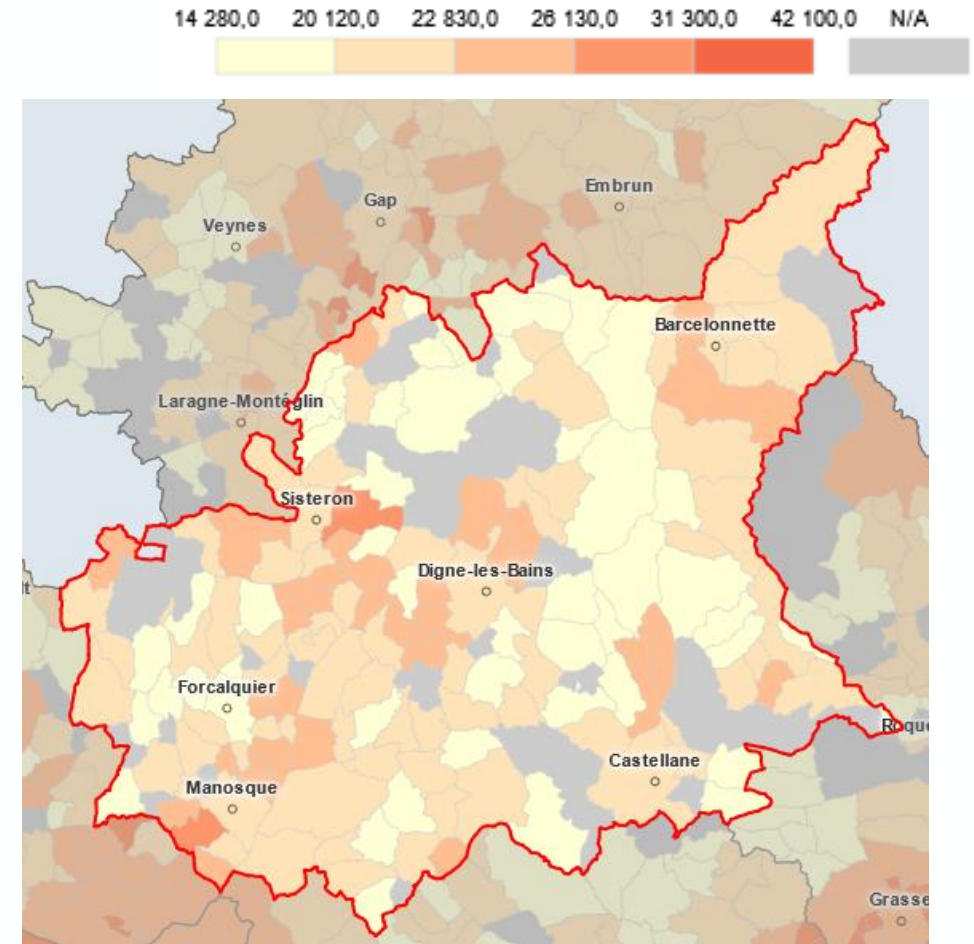 14 280,0 20 120,0 22 830,0 26 130,0 31 300,0 42 100,0 N/A
Embrun
Gap
Veynes
Barcelonnette
Laragne-Montéglin
Sisteron
Digne-les-Bains
lt
Forcalquier
Roque
Castellane
Manosque
Grasse